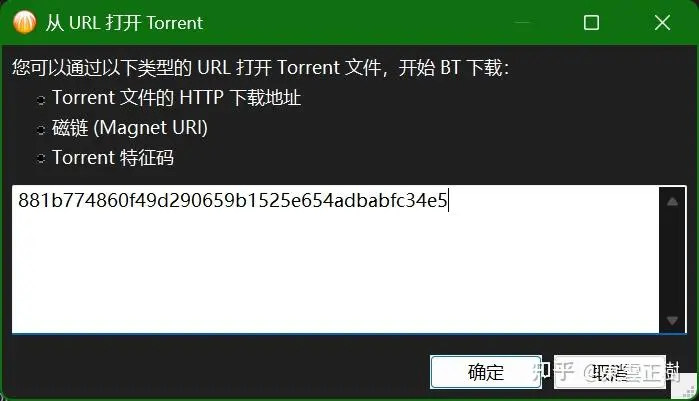 从 URL 打开 Torrent
您可以通过以下类型的 URL 打开 Torrent 文件，开始 BT 下载：
Torrent 文件的 HTTP 下载地址
磁链 (Magnet URI)
Torrent 特征码
881b774860f49d290659b1525e654adbabfc34e5
确定
取消
知乎